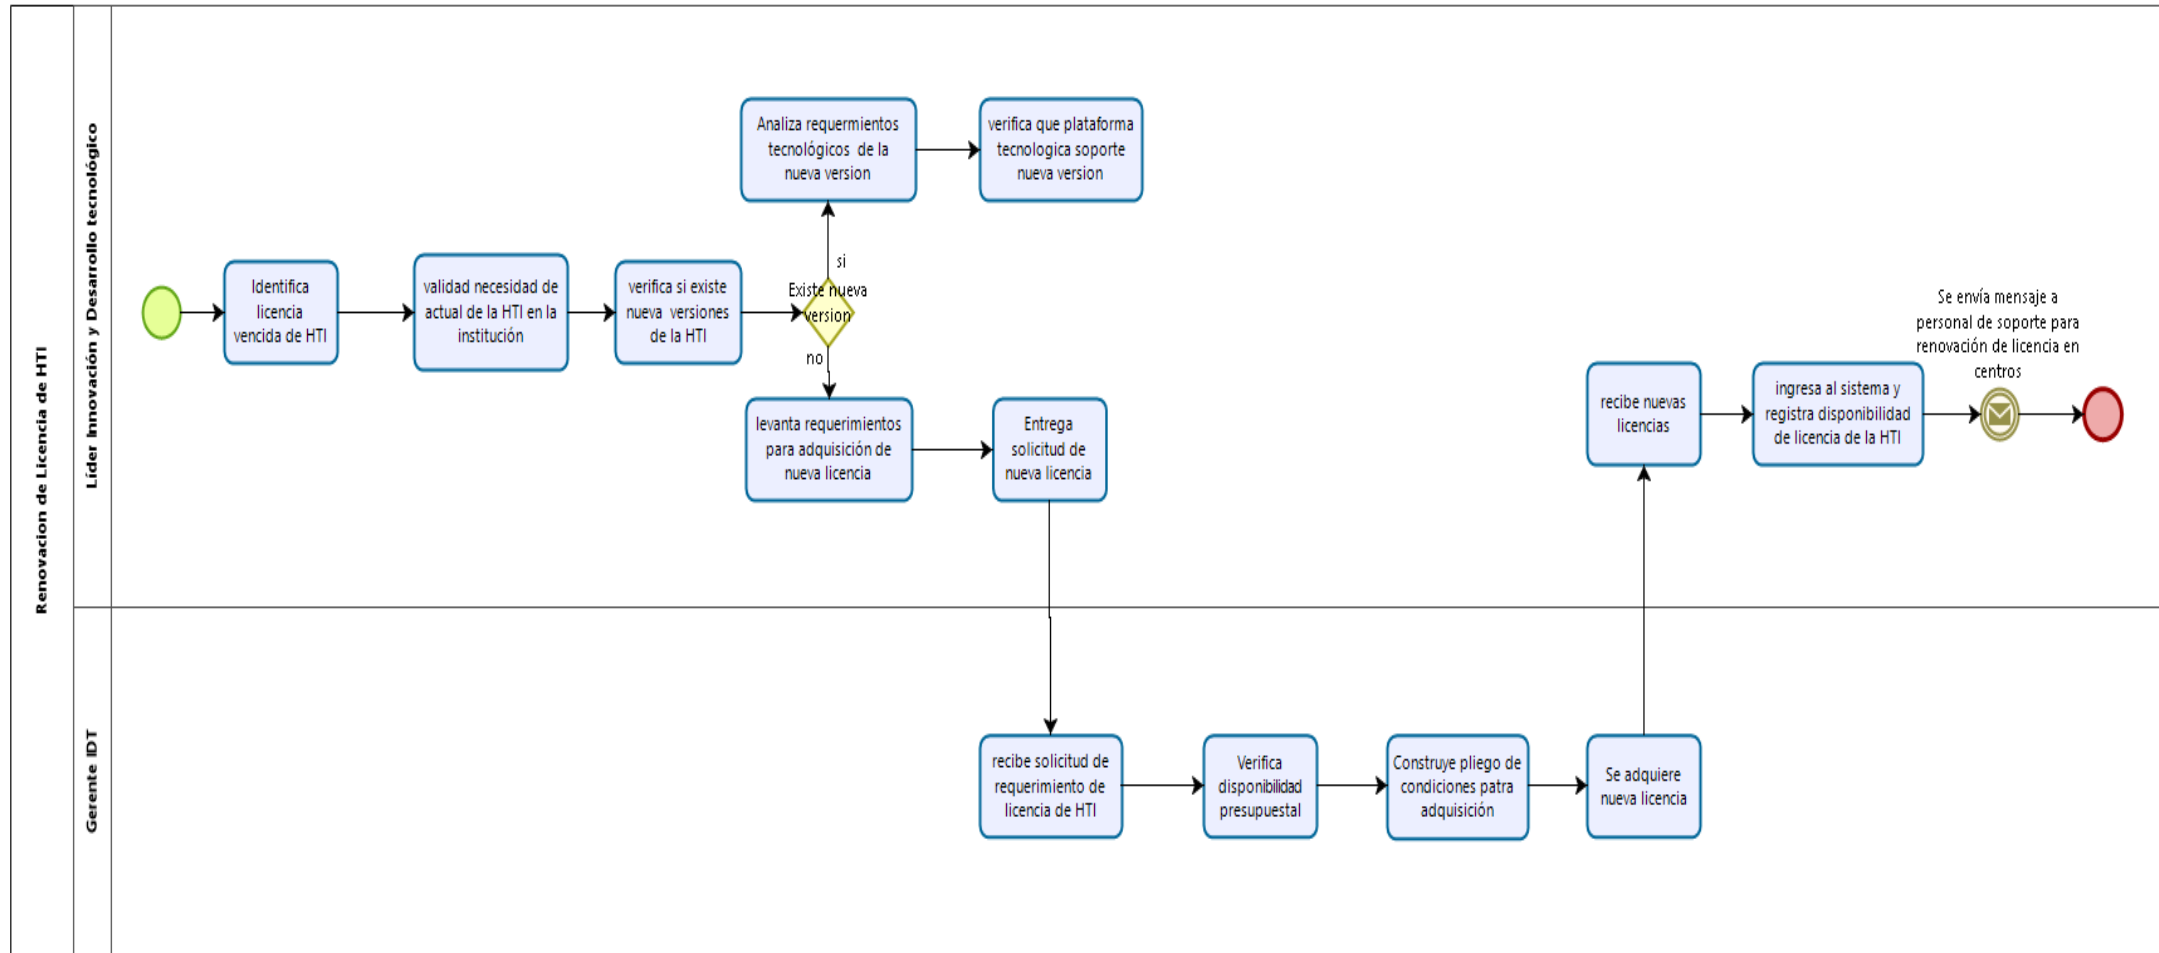 Renovacion de Licencia de HTI
Líder Innovación y Desarrollo tecnológico
Identifica
licencia
vencida de HTI
validad necesidad de
actual de la HTI en la
institución
verifica si existe
nueva versiones
de la HTI
Existe nueva
version
si
Analiza requermientos
tecnológicos de la
nueva version
verifica que plataforma
tecnologica soporte
nueva version
no
levanta requerimientos
para adquisición de
nueva licencia
Entrega
solicitud de
nueva licencia
Gerente IDT
recibe solicitud de
requerimiento de
licencia de HTI
Verifica
disponibilidad
presupuestal
Construye pliego de
condiciones patra
adquisición
Se adquiere
nueva licencia
recibe nuevas
licencias
ingresa al sistema y
registra disponibilidad
de licencia de la HTI
Se envía mensaje a
personal de soporte para
renovación de licencia en
centros